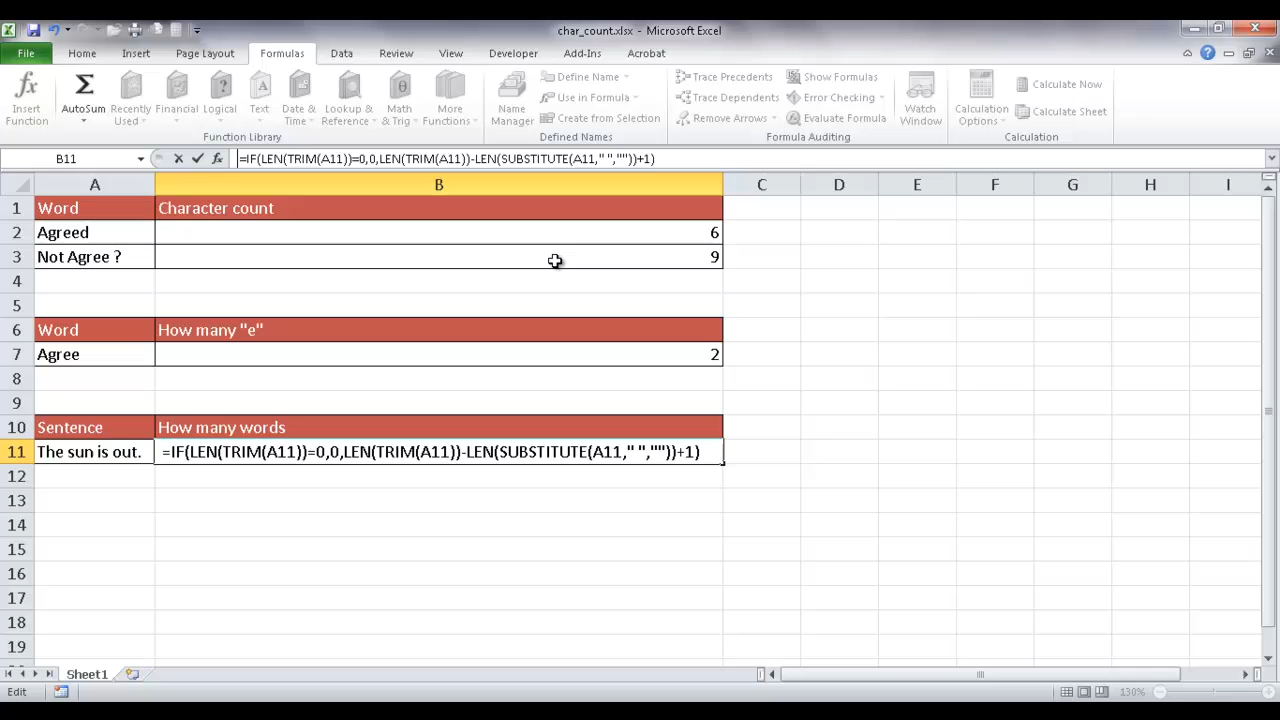 char_count.xlsx - Microsoft Excel
File Home Insert Page Layout Formulas Data Review View Developer Add-Ins Acrobat
Insert Function
AutoSum
Recently Used
Financial
Logical
Text
Date & Time
Lookup & Reference
Math & Trig
More Functions
Function Library
Name Manager
Define Name
Use in Formula
Create from Selection
Defined Names
Trace Precedents
Trace Dependents
Remove Arrows
Show Formulas
Error Checking
Evaluate Formula
Formula Auditing
Watch Window
Calculation Options
Calculate Now
Calculate Sheet
Calculation
B11 fx =IF(LEN(TRIM(A11))=0,0,LEN(TRIM(A11))-LEN(SUBSTITUTE(A11," ",""))+1)
A B C D E F G H I
1 Word Character count
2 Agreed 6
3 Not Agree ? 9
4
5
6 Word How many "e"
7 Agree 2
8
9
10 Sentence How many words
11 The sun is out. =IF(LEN(TRIM(A11))=0,0,LEN(TRIM(A11))-LEN(SUBSTITUTE(A11," ",""))+1)
12
13
14
15
16
17
18
19
Sheet1
Edit 130%